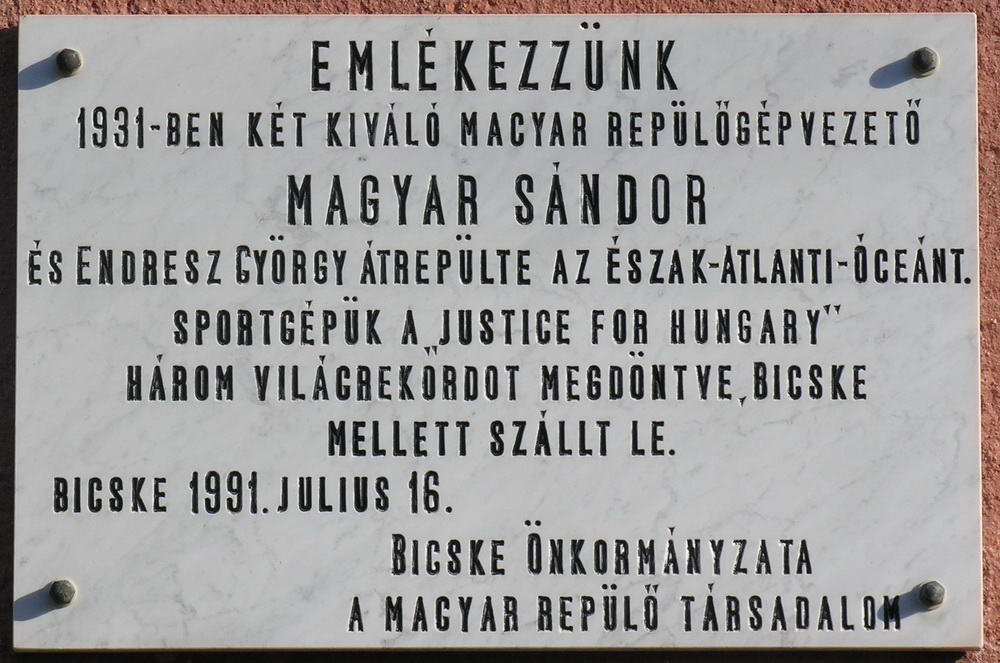 EMLÉKEZZÜNK
1931-BEN KÉT KIVÁLÓ MAGYAR REPÜLŐGÉPVEZETŐ
MAGYAR SÁNDOR
ÉS ENDRESZ GYÖRGY ÁTREPÜLTE AZ ÉSZAK-ATLANTI-ÓCEÁNT.
SPORTGÉPÜK A „JUSTICE FOR HUNGARY”
HÁROM VILÁGREKORDOT MEGDÖNTVE, BICSKE
MELLETT SZÁLLT LE.
BICSKE 1991. JULIUS 16.
BICSKE ÖNKORMÁNYZATA
A MAGYAR REPÜLŐ TÁRSADALOM